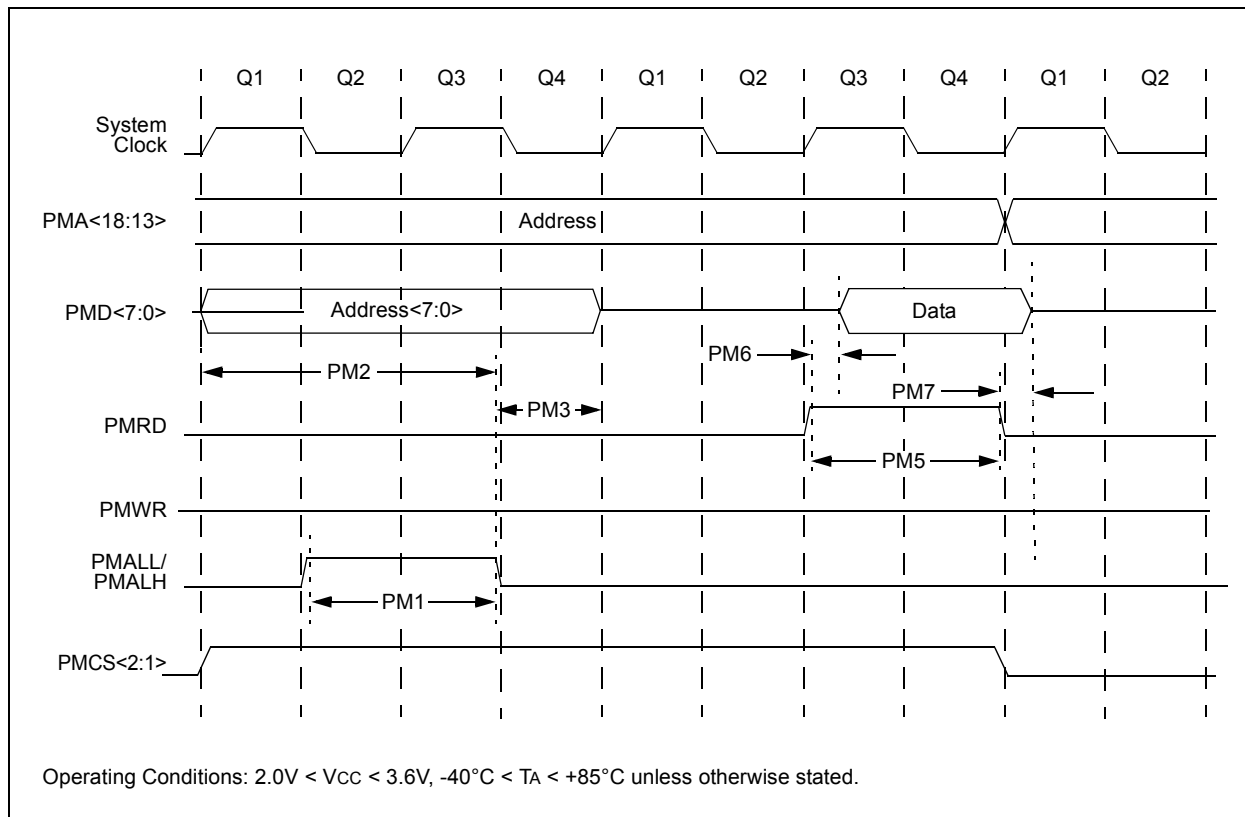 Q1 Q2 Q3 Q4 Q1 Q2 Q3 Q4 Q1 Q2
System
Clock
PMA<18:13>
Address
PMD<7:0>
Address<7:0>
Data
PM6
PM2
PM7
PM3
PMRD
PM5
PMWR
PMALL/
PMALH
PM1
PMCS<2:1>
Operating Conditions: 2.0V < VCC < 3.6V, -40°C < TA < +85°C unless otherwise stated.